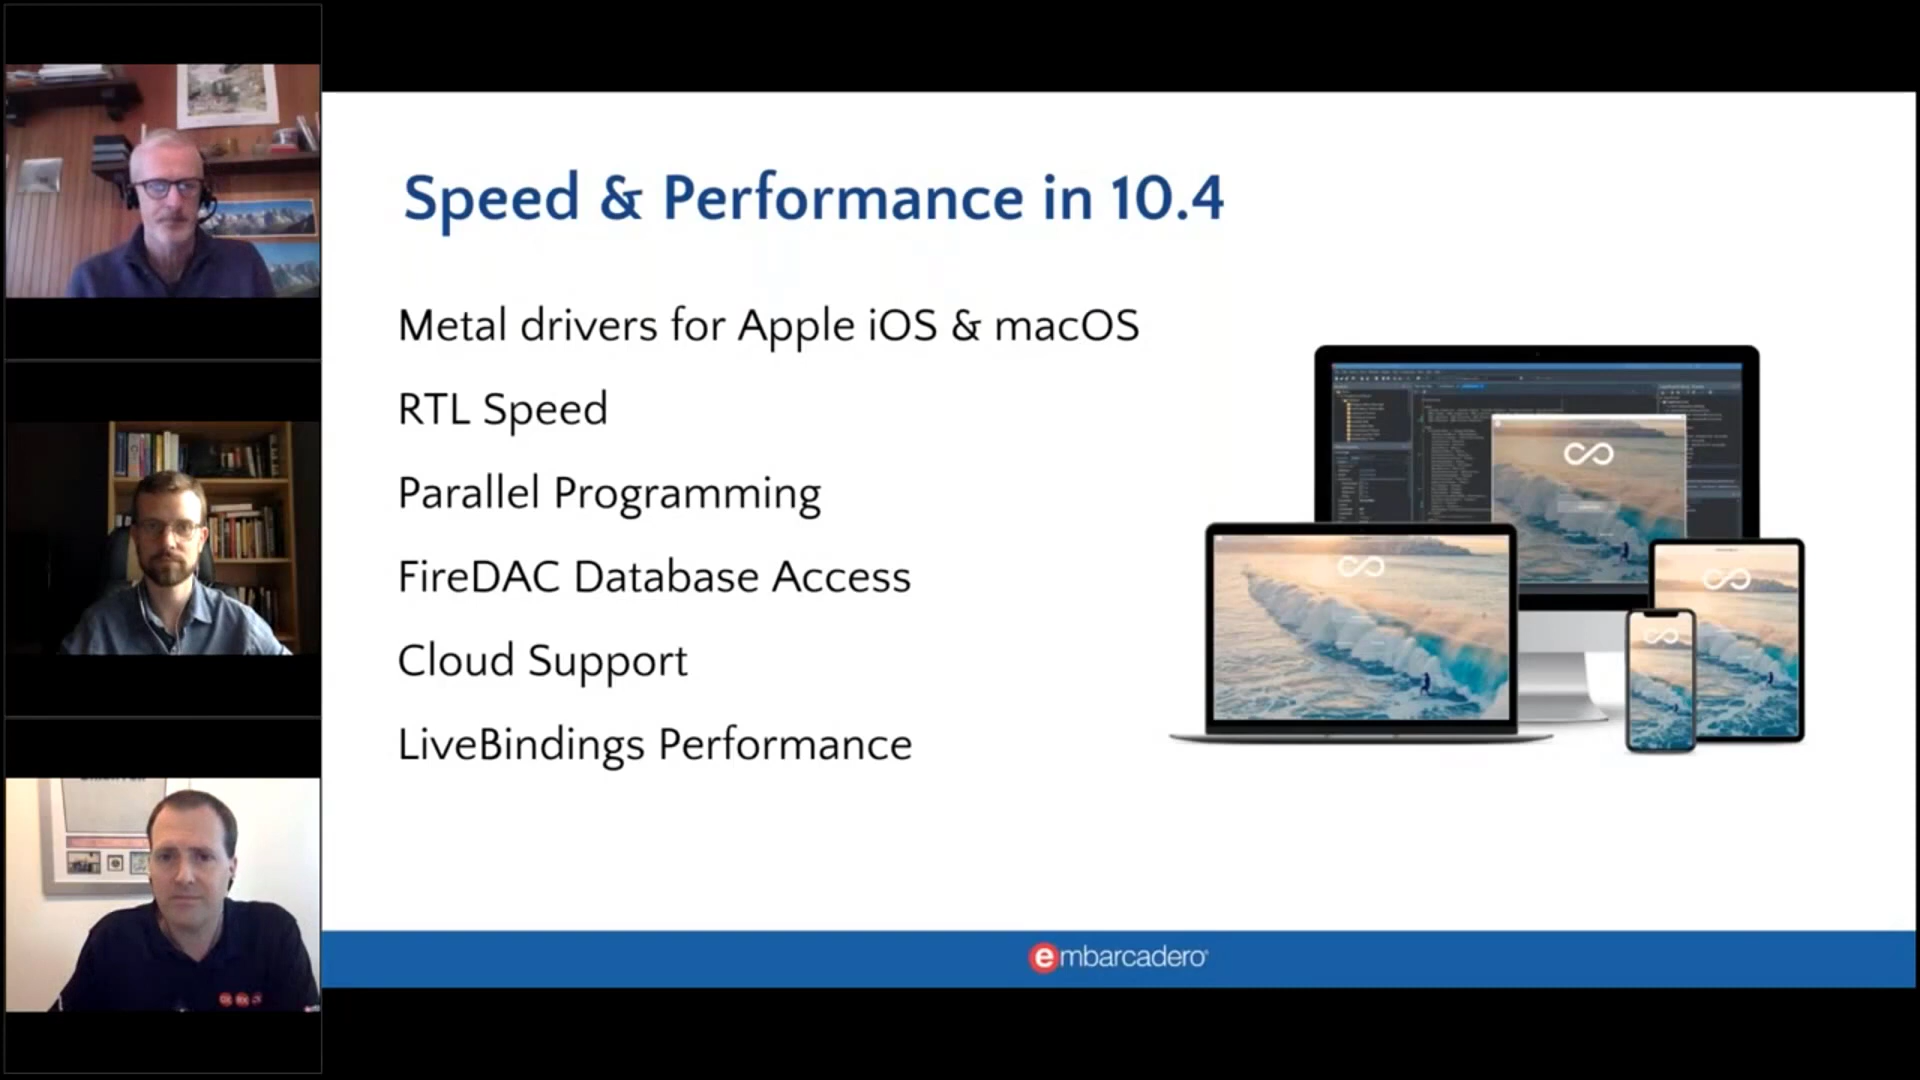 Speed & Performance in 10.4
Metal drivers for Apple iOS & macOS
RTL Speed
Parallel Programming
FireDAC Database Access
Cloud Support
LiveBindings Performance
embarcadero